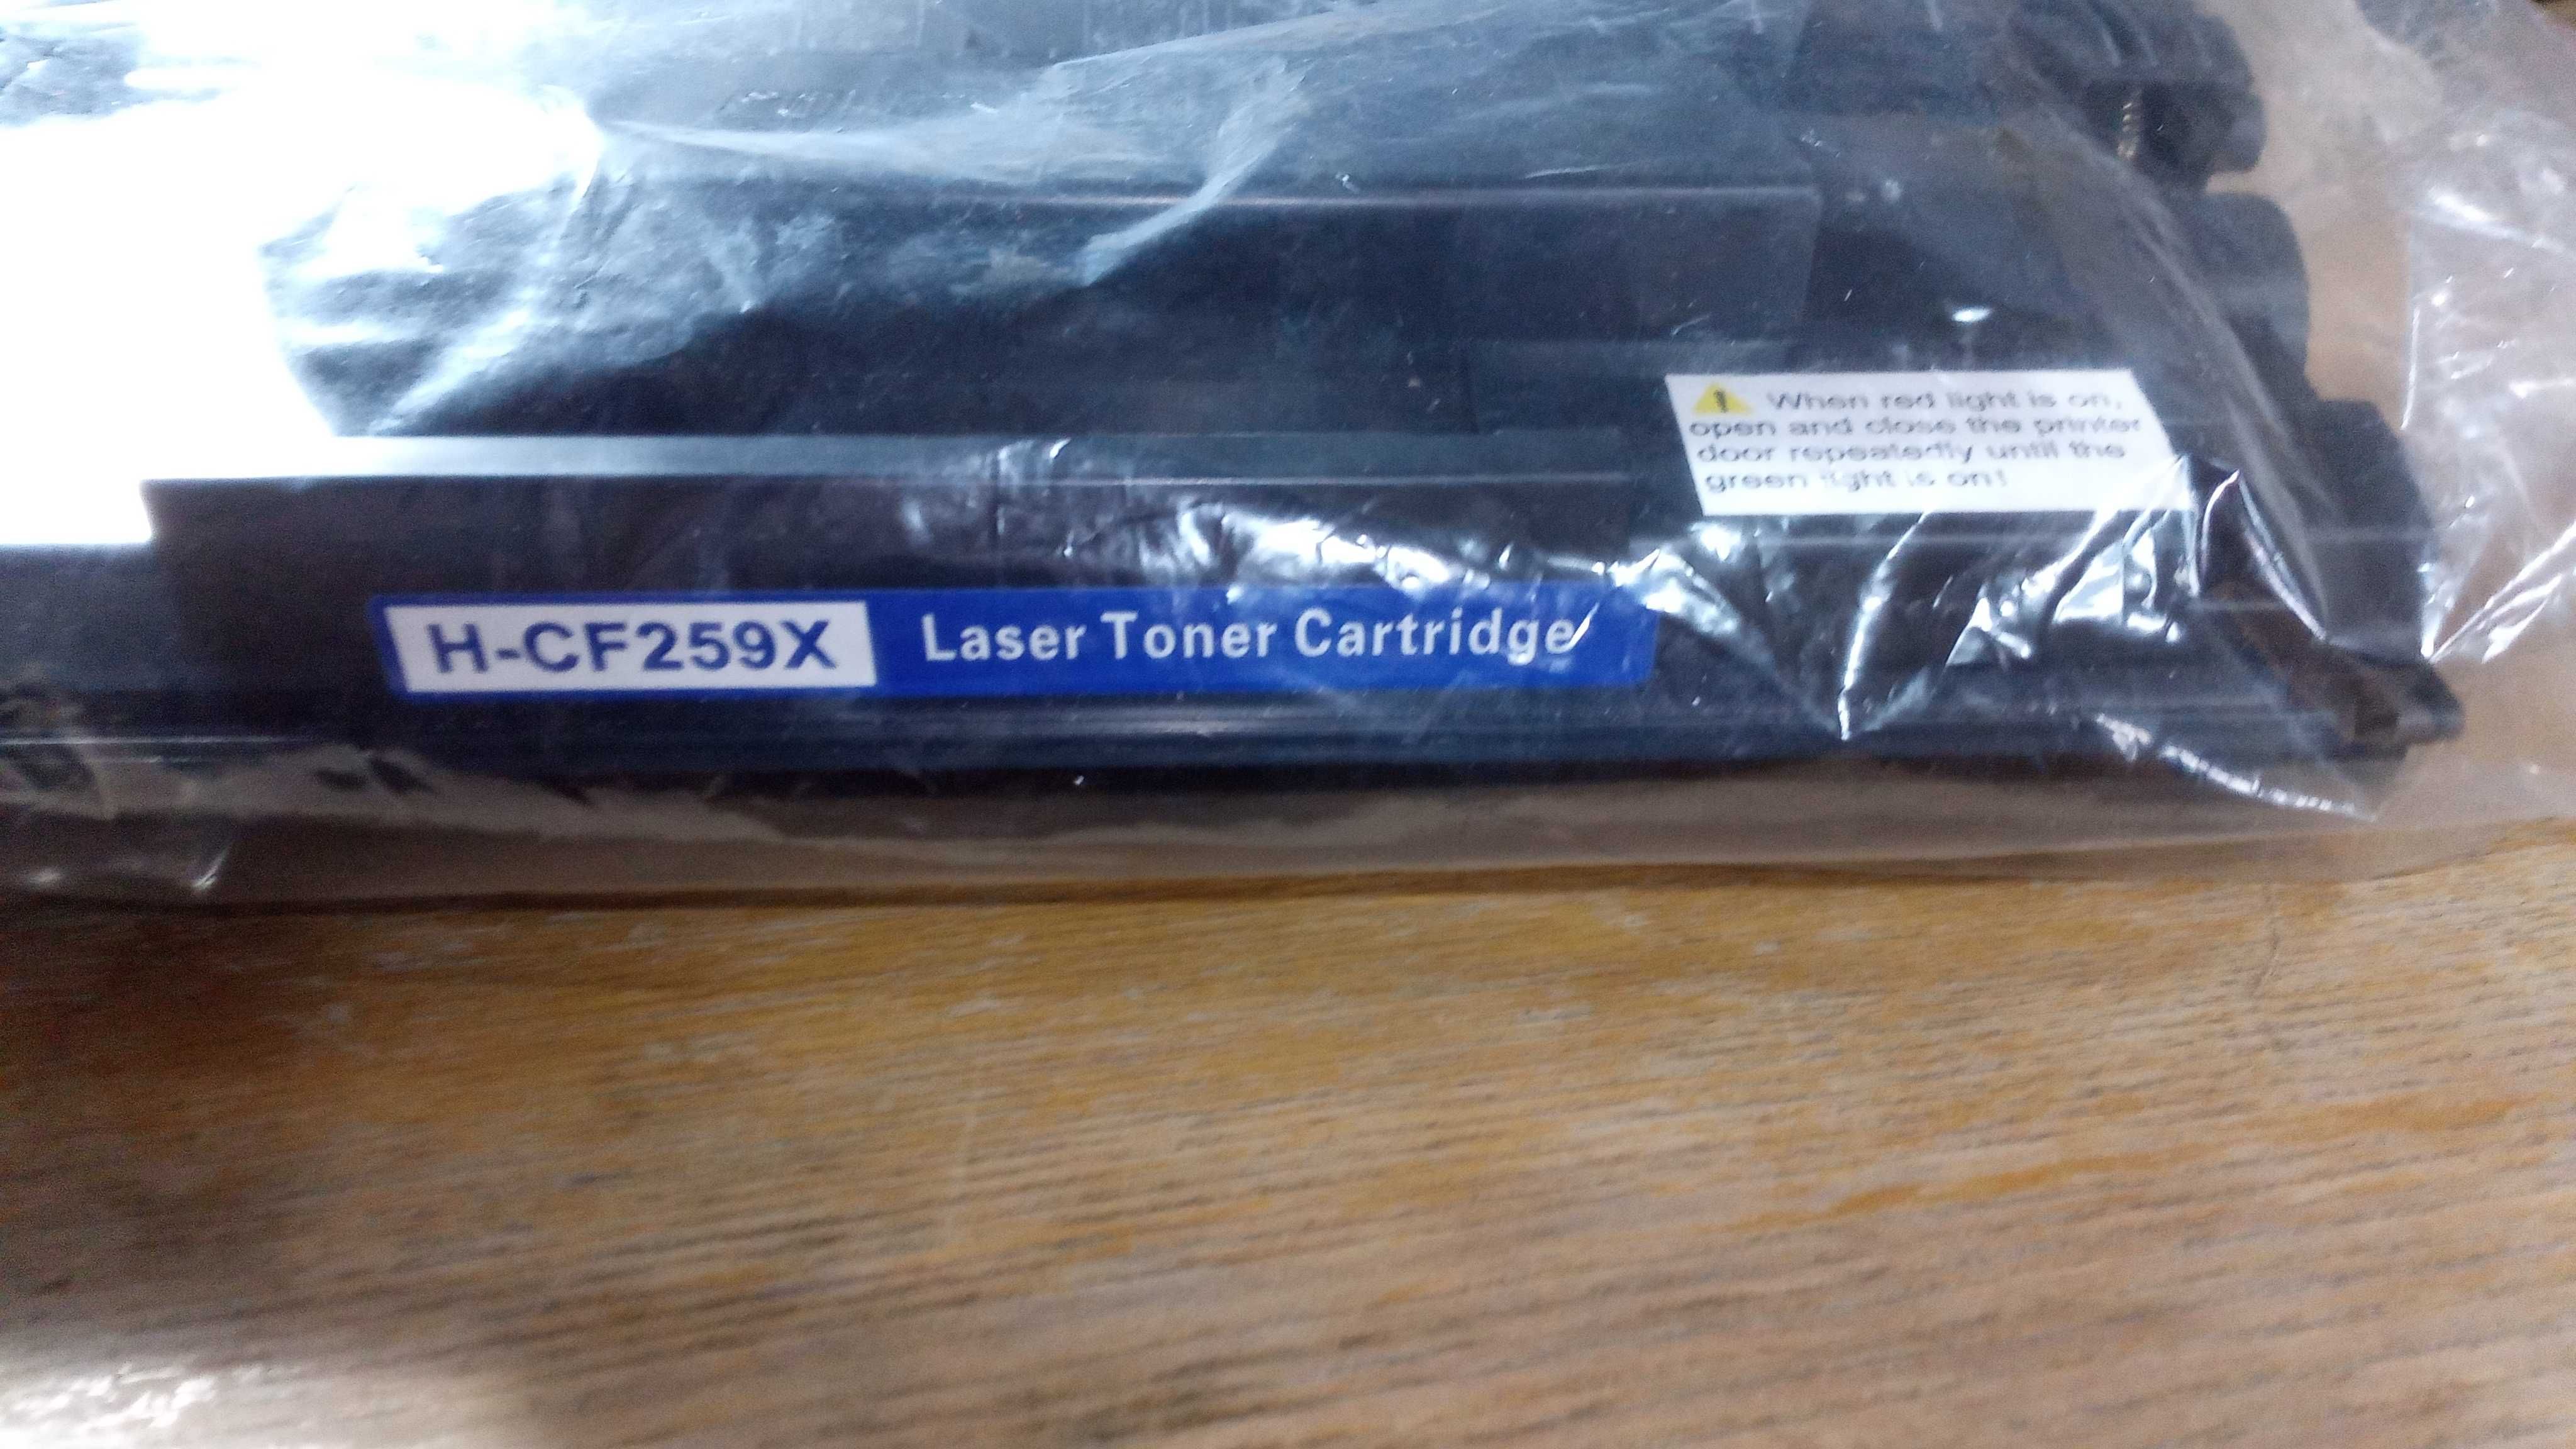 When red light is on,
open and close the printer
door repeatedly until the
green light is on!
H-CF259X Laser Toner Cartridge